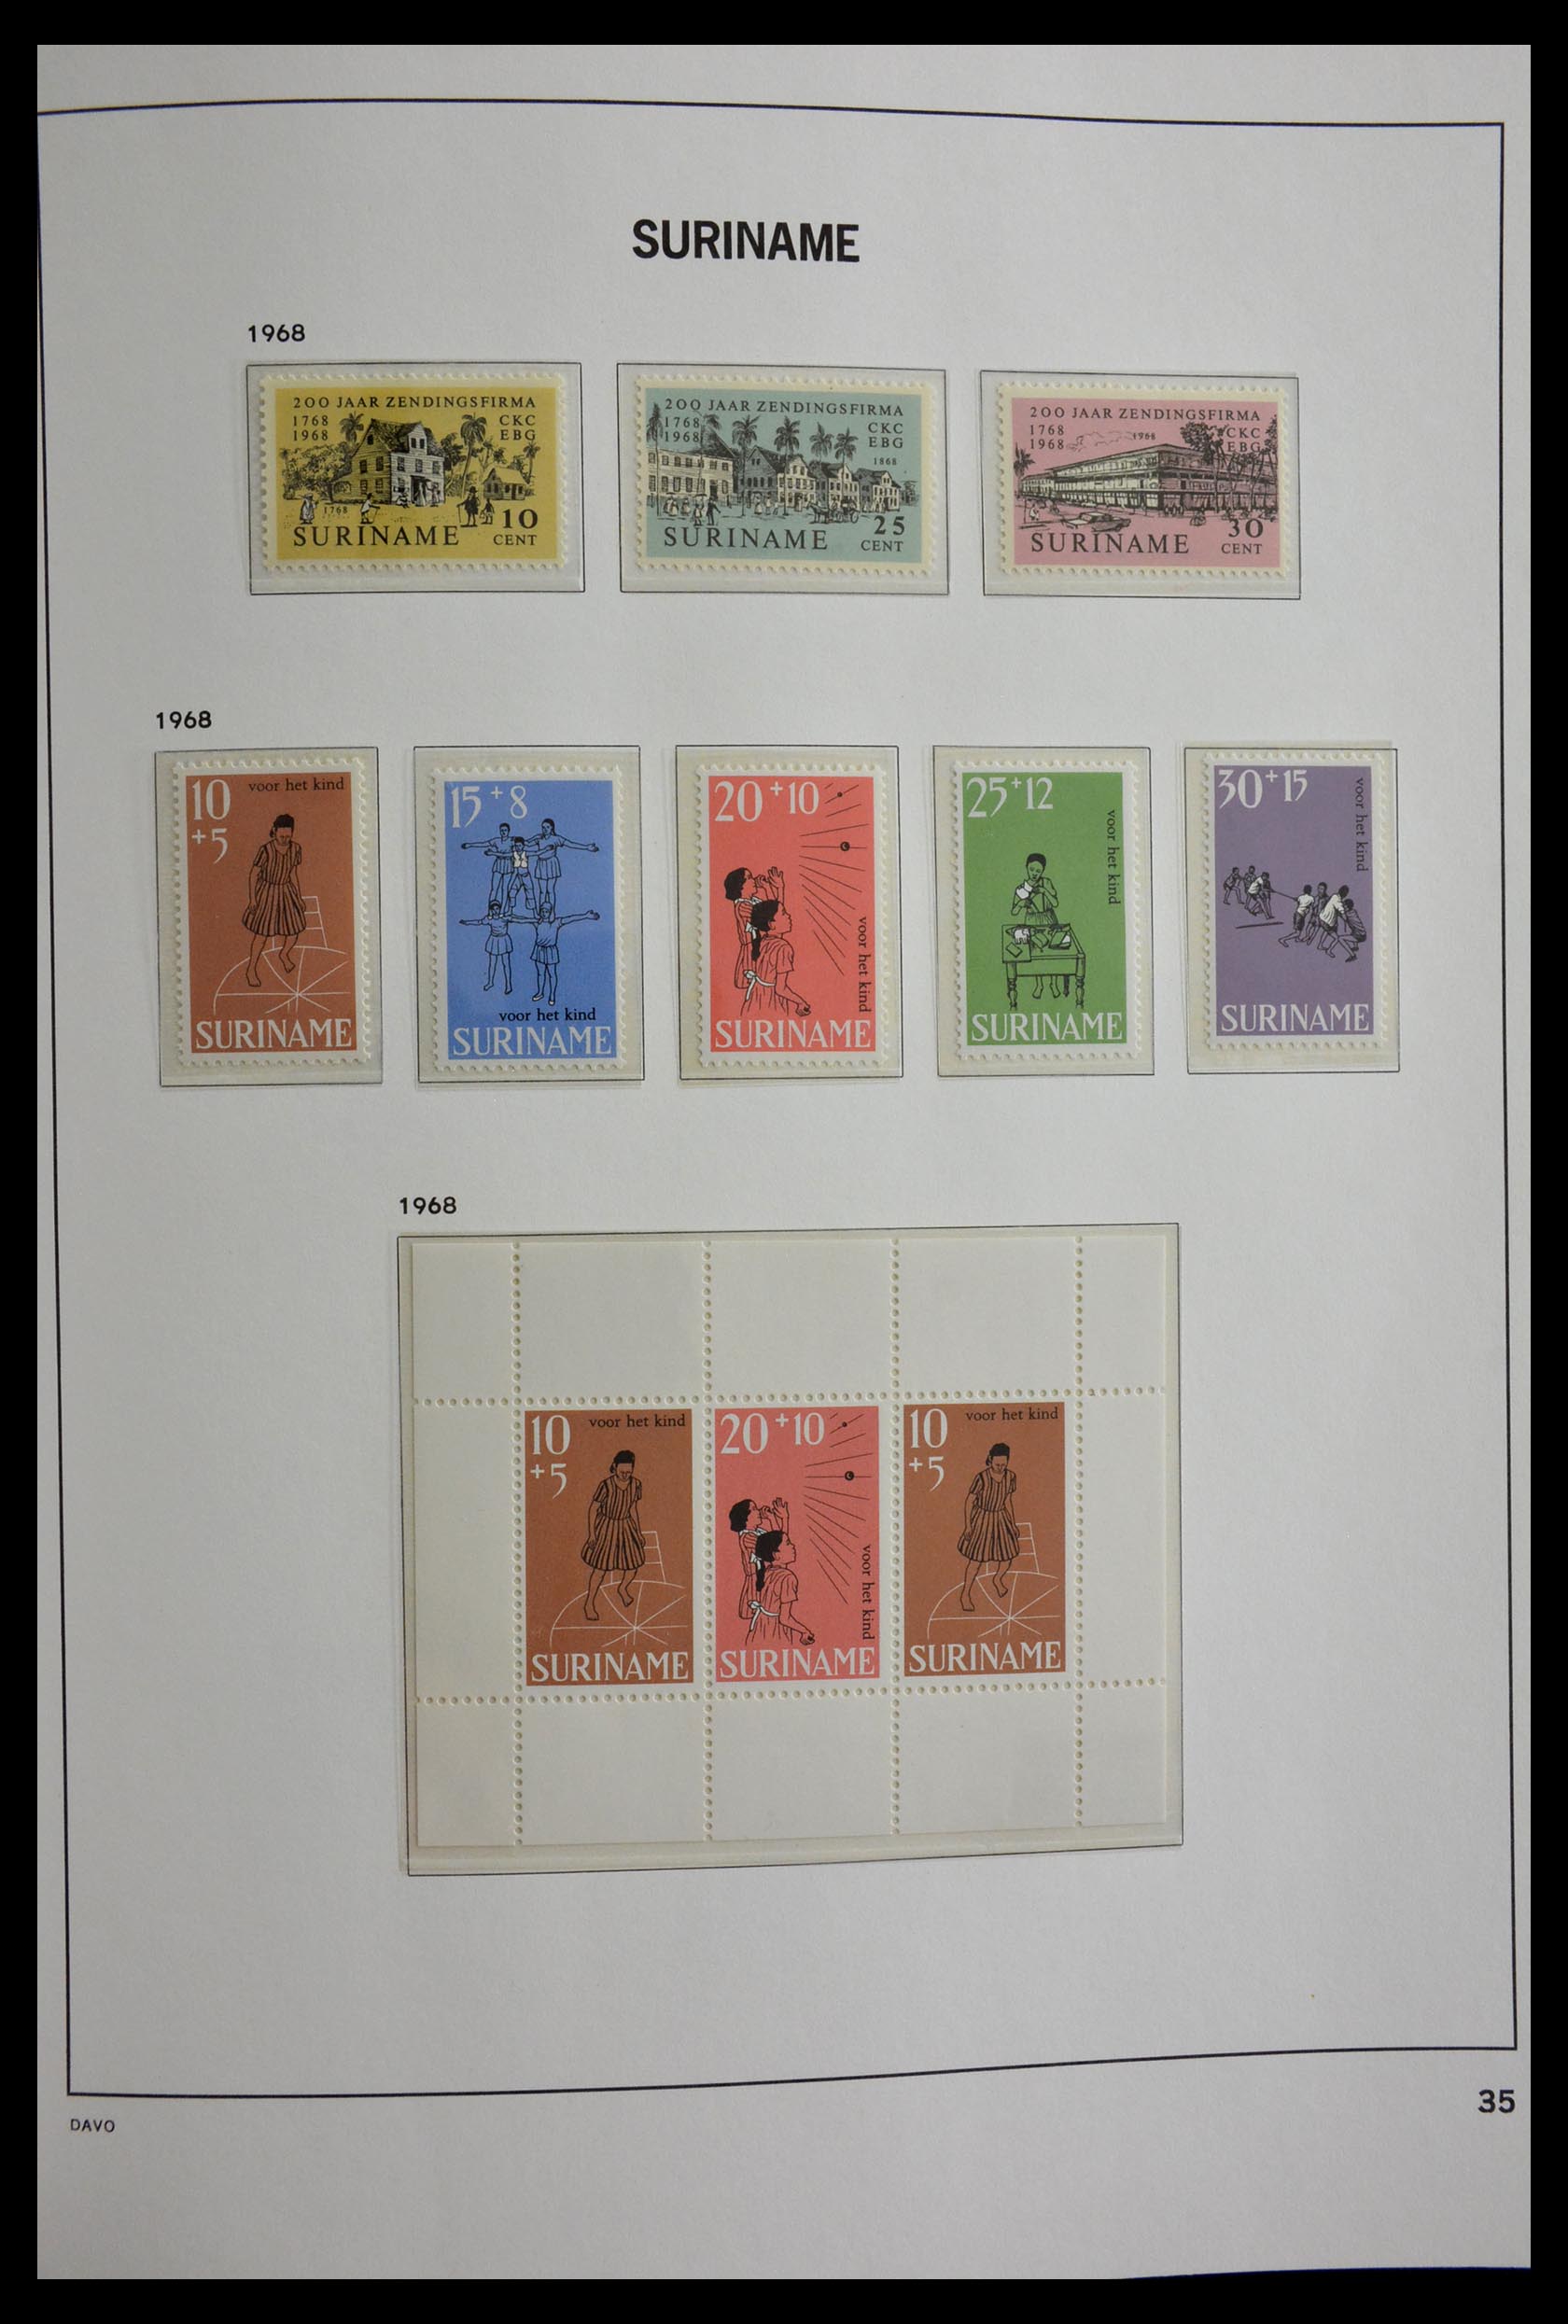 SURINAME
1968
200 JAAR ZENDINGSFIRMA
1768
1968
CKC
EBG
1768
10
SURINAME
CENT
200 JAAR ZENDINGSFIRMA
1768
1968
CKC
EBG
1868
25
SURINAME
CENT
200 JAAR ZENDINGSFIRMA
1768
1968
1968
CKC
EBG
30
SURINAME
CENT
1968
10
+5
voor het kind
SURINAME
15+8
voor het kind
SURINAME
20+10
voor het kind
SURINAME
25+12
voor het kind
SURINAME
30+15
voor het kind
SURINAME
1968
10
+5
voor het kind
SURINAME
20+10
voor het kind
SURINAME
10
+5
voor het kind
SURINAME
35
DAVO